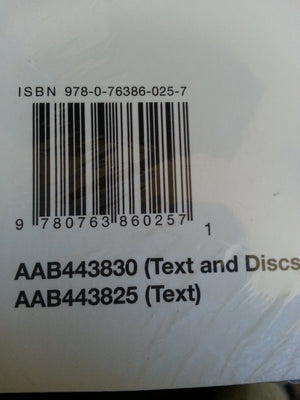 ISBN 978-0-76386-025-7
9 780763 860257 1
AAB443830 (Text and Discs
AAB443825 (Text)